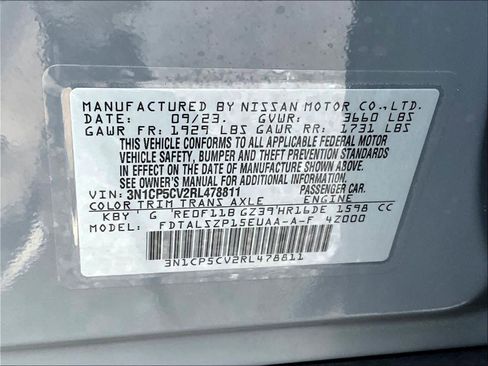 MANUFACTURED BY NISSAN MOTOR CO.,LTD.
DATE: 09/23. GVWR: 3660 LBS
GAWR FR: 1929 LBS GAWR RR: 1731 LBS
THIS VEHICLE CONFORMS TO ALL APPLICABLE FEDERAL MOTOR
VEHICLE SAFETY, BUMPER AND THEFT PREVENTION STANDARDS
IN EFFECT ON THE DATE OF MANUFACTURE SHOWN ABOVE.
SEE OWNER'S MANUAL FOR ADDITIONAL INFORMATION.
VIN: 3N1CP5CV2RL478811 PASSENGER CAR.
COLOR TRIM TRANS AXLE ENGINE
KBY G RE0F11B GZ39 HR16DE 1598 CC
MODEL: FDTALSZP15EUAA-A-F 42000
3N1CP5CV2RL478811